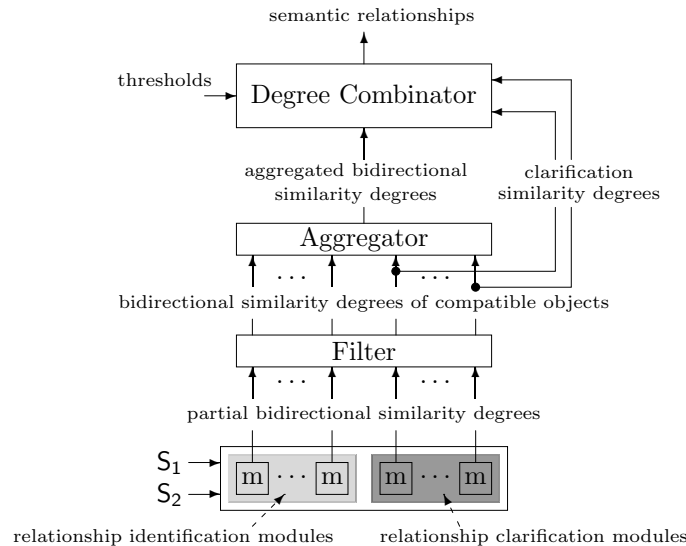 semantic relationships
thresholds
Degree Combinator
aggregated bidirectional
similarity degrees
clarification
similarity degrees
Aggregator
... ...
bidirectional similarity degrees of compatible objects
Filter
... ...
partial bidirectional similarity degrees
S1
S2
m ... m m ... m
relationship identification modules
relationship clarification modules